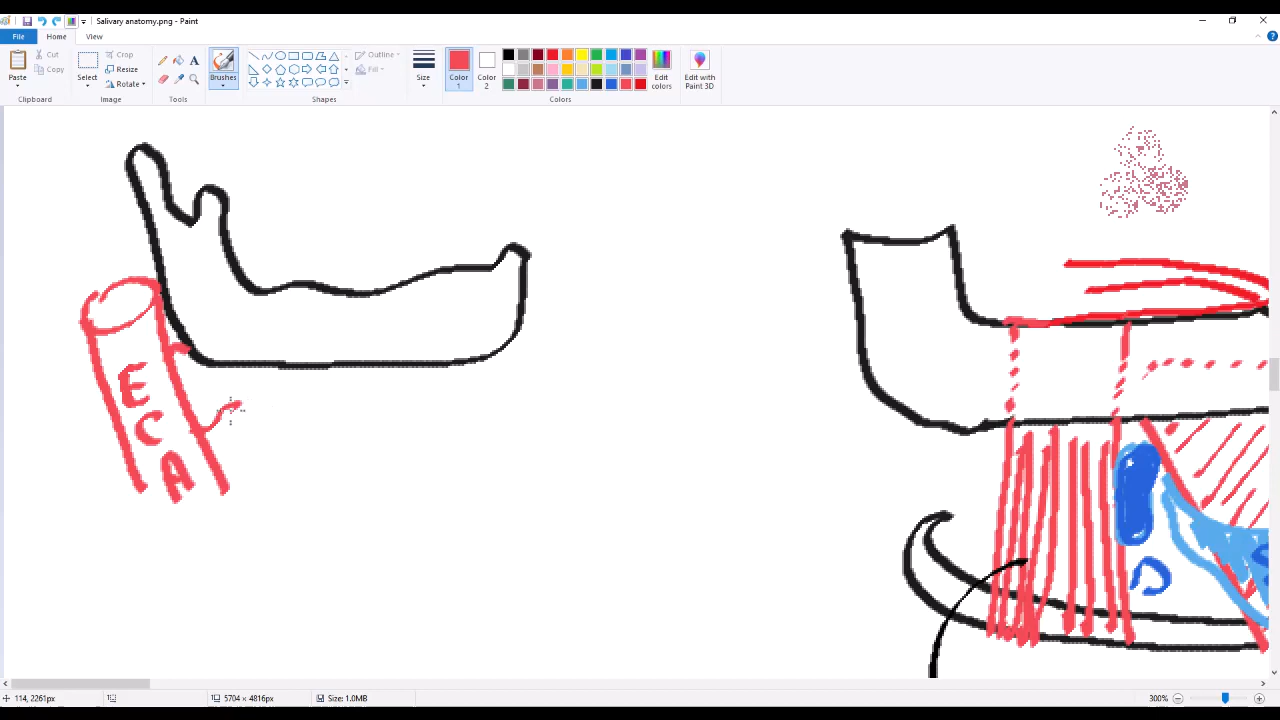 Salivary anatomy.png - Paint
File
Home
View
Paste
Cut
Copy
Clipboard
Select
Crop
Resize
Rotate
Image
A
Tools
Brushes
Shapes
Outline
Fill
Size
Color 1
Color 2
Colors
Edit colors
Edit with Paint 3D
E
C
A
114, 2261px
5704 × 4816px
Size: 1.0MB
300%